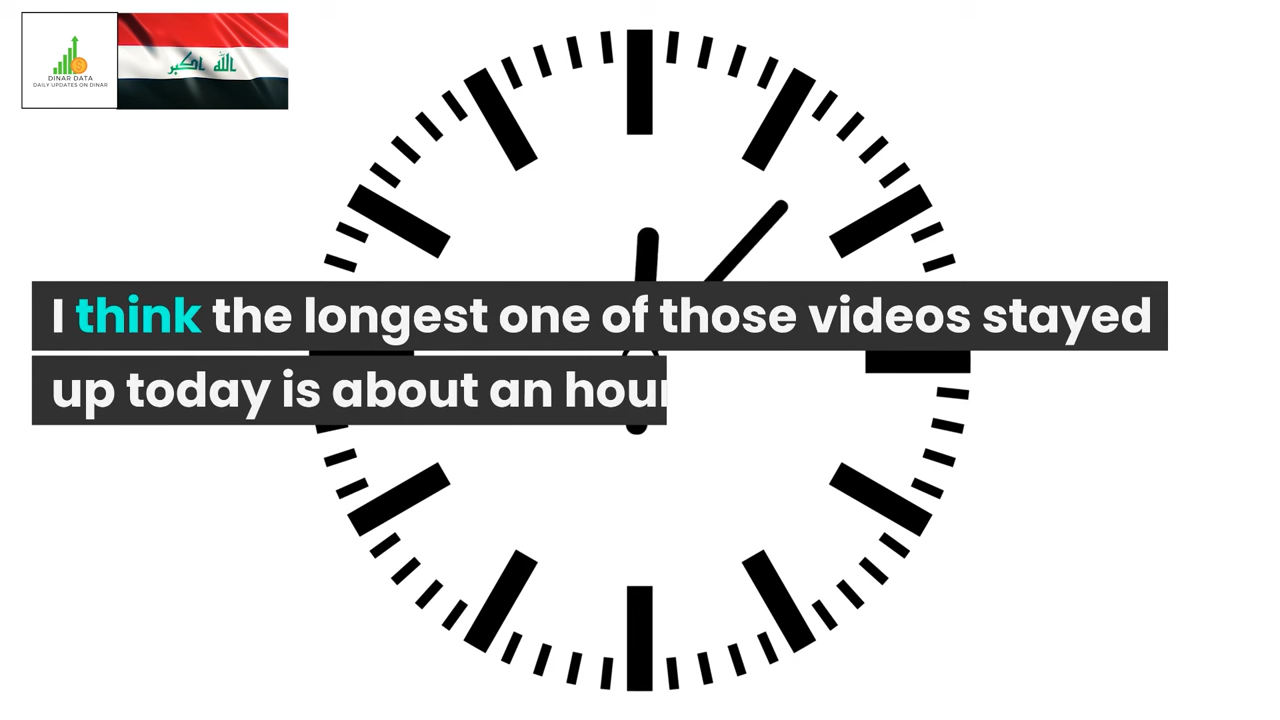 DINAR DATA
DAILY UPDATES ON DINAR
الله اكبر
I think the longest one of those videos stayed
up today is about an hour